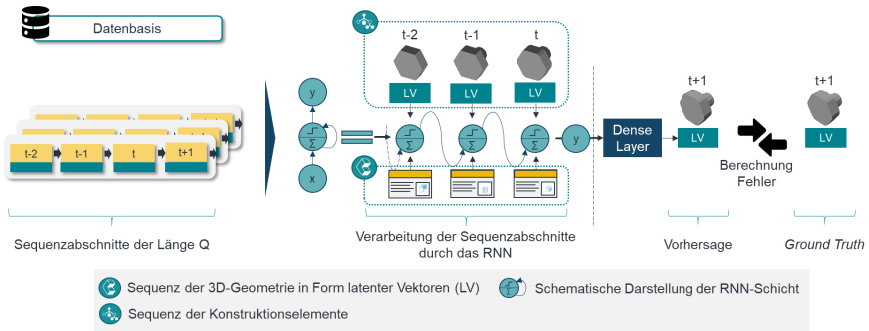 Datenbasis
t-2
t-1
t
t+1
Sequenzabschnitte der Länge Q
y
Σ
x
t-2
t-1
t
LV
LV
LV
Σ
Σ
Σ
y
Verarbeitung der Sequenzabschnitte
durch das RNN
Dense
Layer
t+1
LV
Vorhersage
Berechnung
Fehler
t+1
LV
Ground Truth
Sequenz der 3D-Geometrie in Form latenter Vektoren (LV)
Schematische Darstellung der RNN-Schicht
Sequenz der Konstruktionselemente